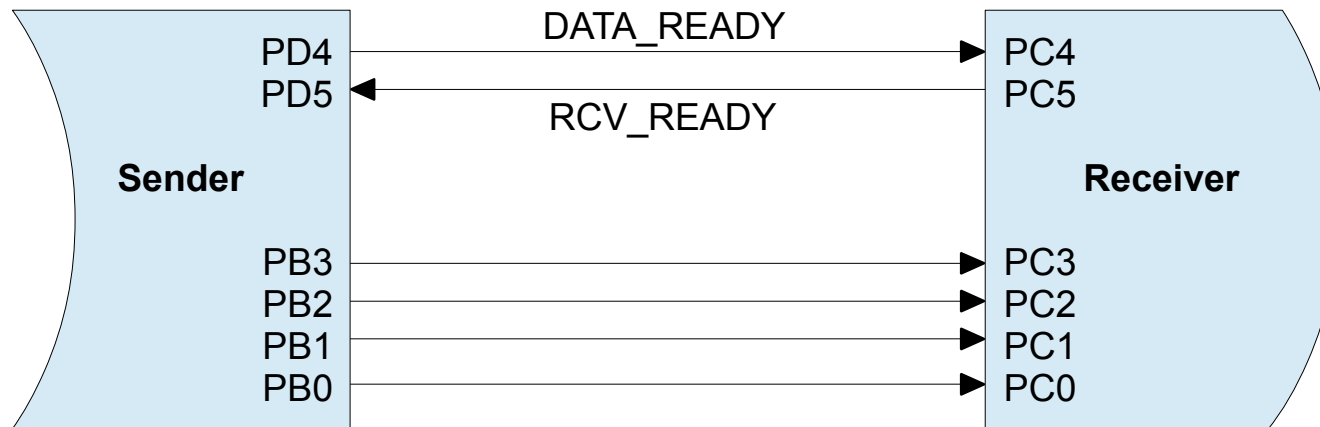 DATA_READY
PD4 PC4
PD5 PC5
RCV_READY
Sender Receiver
PB3 PC3
PB2 PC2
PB1 PC1
PB0 PC0